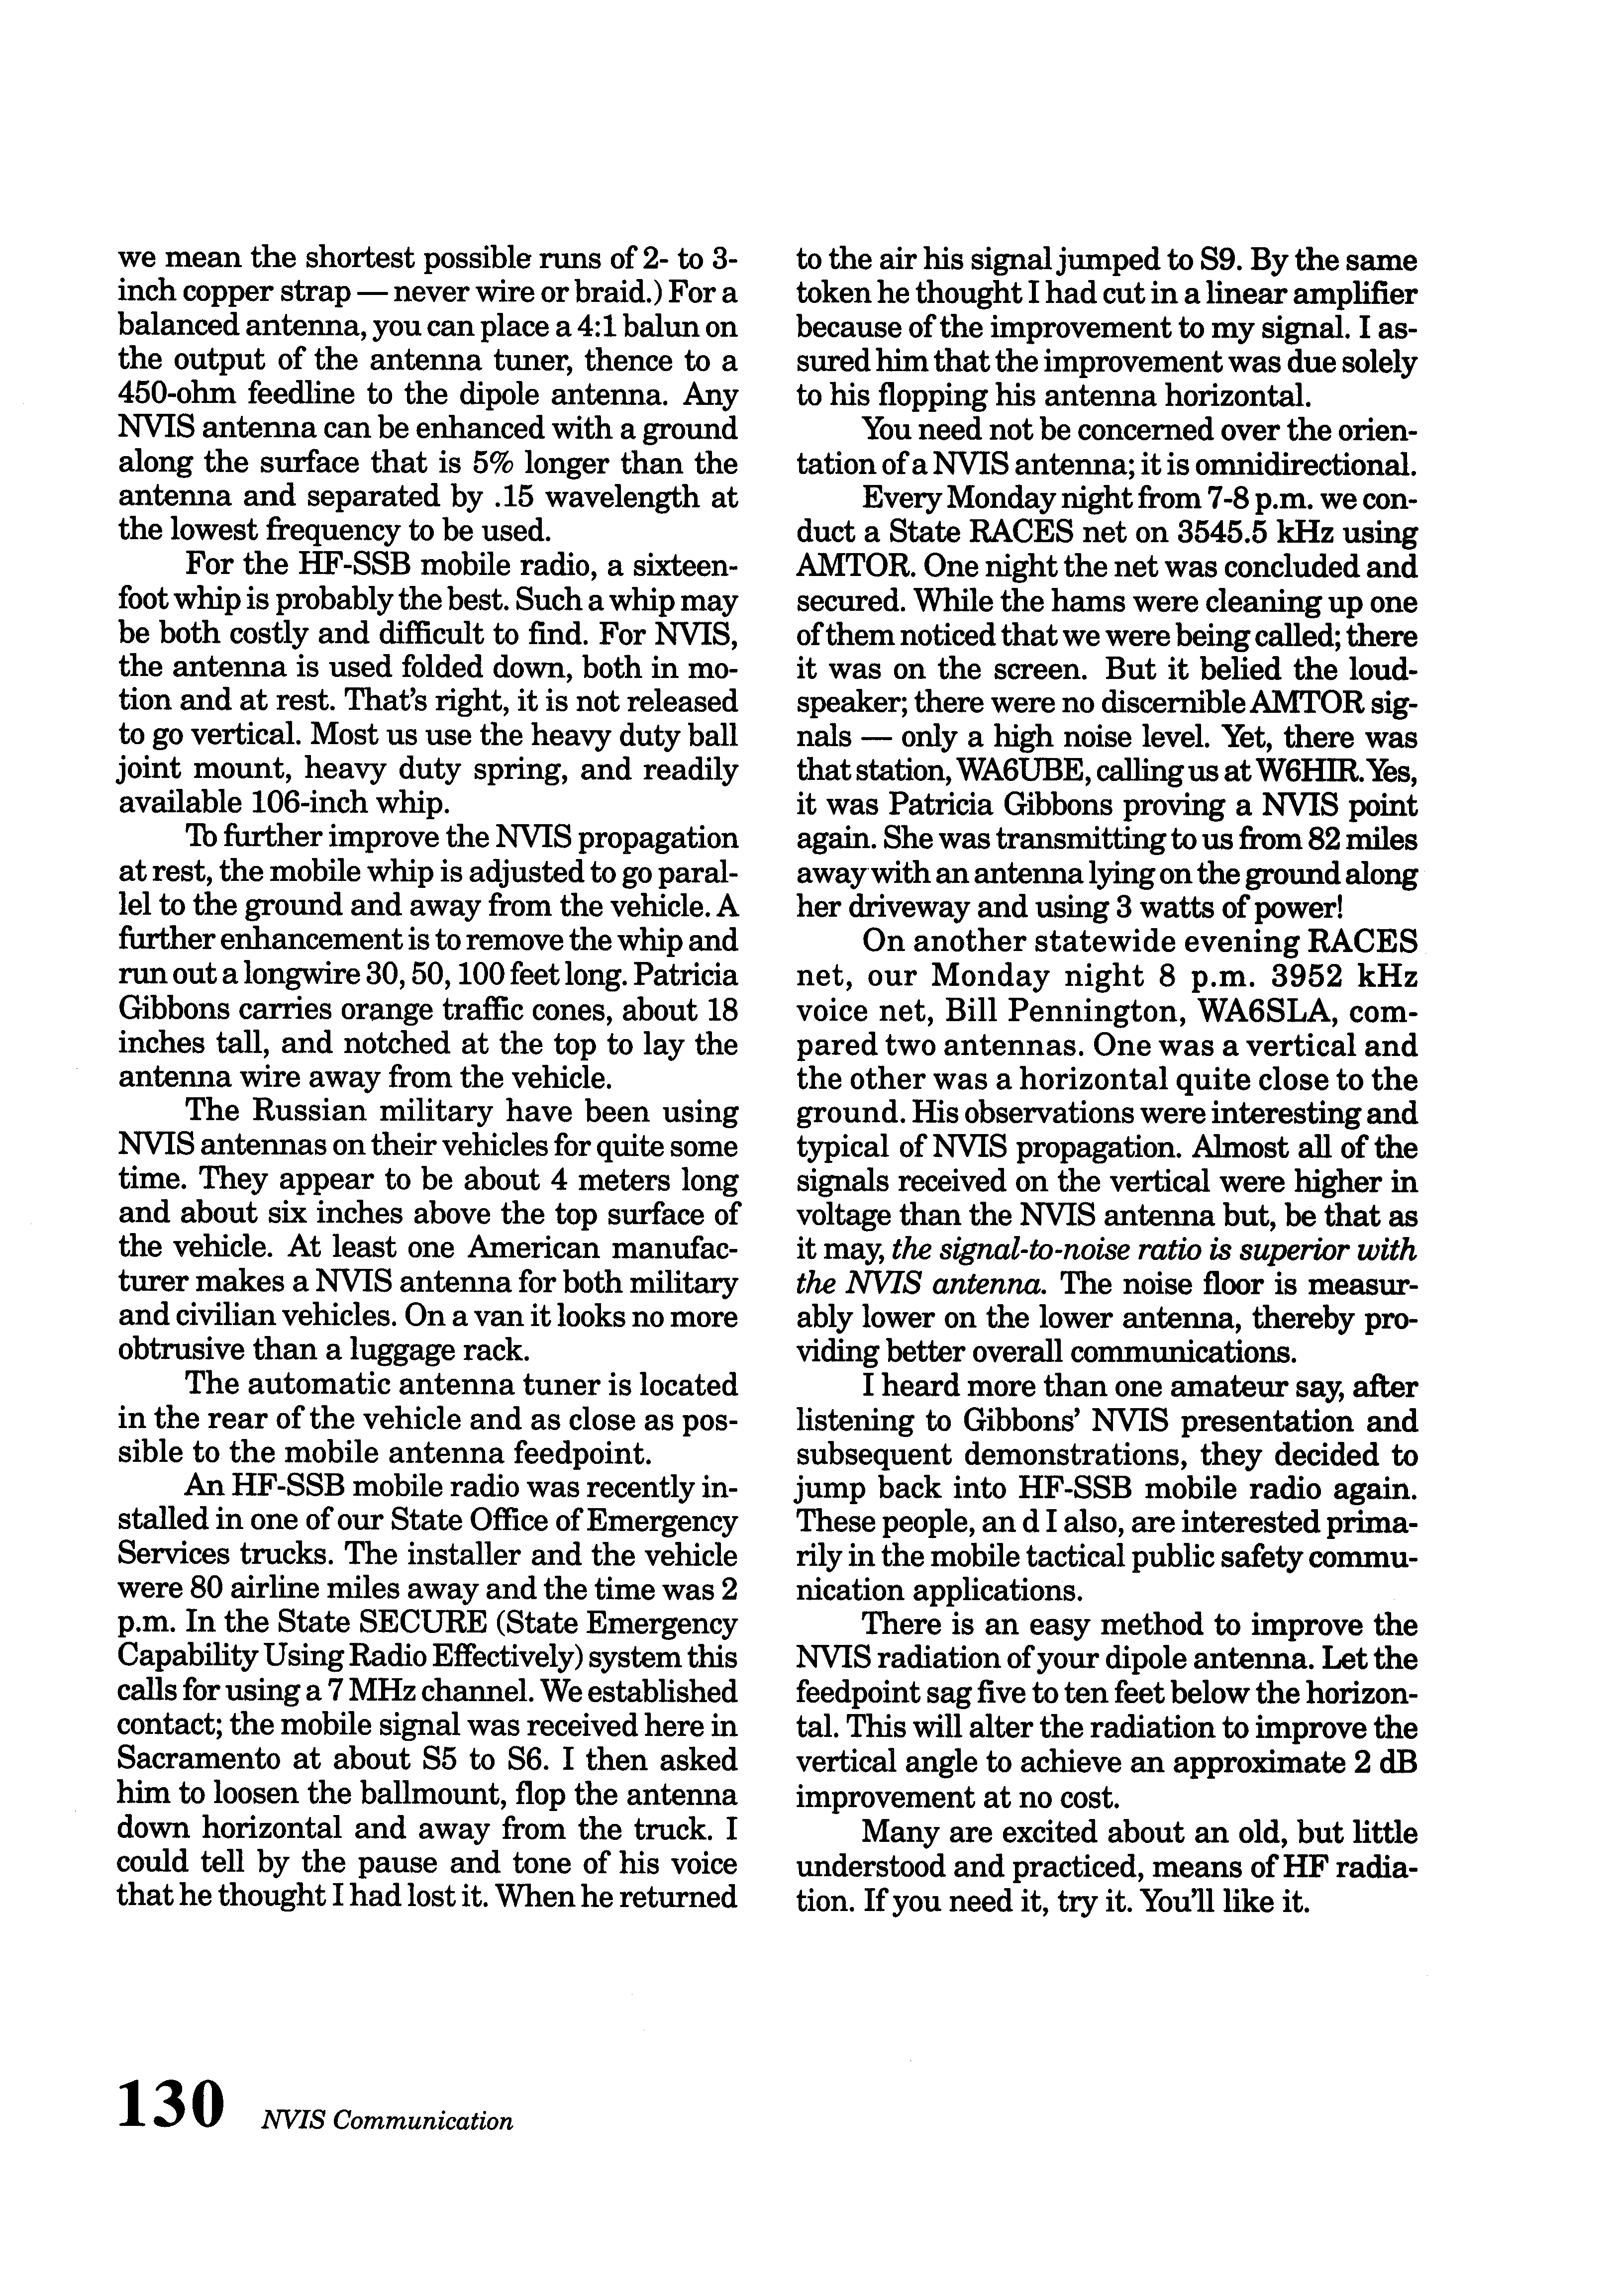 we mean the shortest possible runs of 2- to 3-
inch copper strap — never wire or braid.) For a
balanced antenna, you can place a 4:1 balun on
the output of the antenna tuner, thence to a
450-ohm feedline to the dipole antenna. Any
NVIS antenna can be enhanced with a ground
along the surface that is 5% longer than the
antenna and separated by .15 wavelength at
the lowest frequency to be used.
For the HF-SSB mobile radio, a sixteen-
foot whip is probably the best. Such a whip may
be both costly and difficult to find. For NVIS,
the antenna is used folded down, both in mo-
tion and at rest. That's right, it is not released
to go vertical. Most us use the heavy duty ball
joint mount, heavy duty spring, and readily
available 106-inch whip.
To further improve the NVIS propagation
at rest, the mobile whip is adjusted to go paral-
lel to the ground and away from the vehicle. A
further enhancement is to remove the whip and
run out a longwire 30, 50, 100 feet long. Patricia
Gibbons carries orange traffic cones, about 18
inches tall, and notched at the top to lay the
antenna wire away from the vehicle.
The Russian military have been using
NVIS antennas on their vehicles for quite some
time. They appear to be about 4 meters long
and about six inches above the top surface of
the vehicle. At least one American manufac-
turer makes a NVIS antenna for both military
and civilian vehicles. On a van it looks no more
obtrusive than a luggage rack.
The automatic antenna tuner is located
in the rear of the vehicle and as close as pos-
sible to the mobile antenna feedpoint.
An HF-SSB mobile radio was recently in-
stalled in one of our State Office of Emergency
Services trucks. The installer and the vehicle
were 80 airline miles away and the time was 2
p.m. In the State SECURE (State Emergency
Capability Using Radio Effectively) system this
calls for using a 7 MHz channel. We established
contact; the mobile signal was received here in
Sacramento at about S5 to S6. I then asked
him to loosen the ballmount, flop the antenna
down horizontal and away from the truck. I
could tell by the pause and tone of his voice
that he thought I had lost it. When he returned
to the air his signal jumped to S9. By the same
token he thought I had cut in a linear amplifier
because of the improvement to my signal. I as-
sured him that the improvement was due solely
to his flopping his antenna horizontal.
You need not be concerned over the orien-
tation of a NVIS antenna; it is omnidirectional.
Every Monday night from 7-8 p.m. we con-
duct a State RACES net on 3545.5 kHz using
AMTOR. One night the net was concluded and
secured. While the hams were cleaning up one
of them noticed that we were being called; there
it was on the screen. But it belied the loud-
speaker; there were no discernible AMTOR sig-
nals — only a high noise level. Yet, there was
that station, WA6UBE, calling us at W6HIR. Yes,
it was Patricia Gibbons proving a NVIS point
again. She was transmitting to us from 82 miles
away with an antenna lying on the ground along
her driveway and using 3 watts of power!
On another statewide evening RACES
net, our Monday night 8 p.m. 3952 kHz
voice net, Bill Pennington, WA6SLA, com-
pared two antennas. One was a vertical and
the other was a horizontal quite close to the
ground. His observations were interesting and
typical of NVIS propagation. Almost all of the
signals received on the vertical were higher in
voltage than the NVIS antenna but, be that as
it may, the signal-to-noise ratio is superior with
the NVIS antenna. The noise floor is measur-
ably lower on the lower antenna, thereby pro-
viding better overall communications.
I heard more than one amateur say, after
listening to Gibbons' NVIS presentation and
subsequent demonstrations, they decided to
jump back into HF-SSB mobile radio again.
These people, an d I also, are interested prima-
rily in the mobile tactical public safety commu-
nication applications.
There is an easy method to improve the
NVIS radiation of your dipole antenna. Let the
feedpoint sag five to ten feet below the horizon-
tal. This will alter the radiation to improve the
vertical angle to achieve an approximate 2 dB
improvement at no cost.
Many are excited about an old, but little
understood and practiced, means of HF radia-
tion. If you need it, try it. You'll like it.
130 NVIS Communication